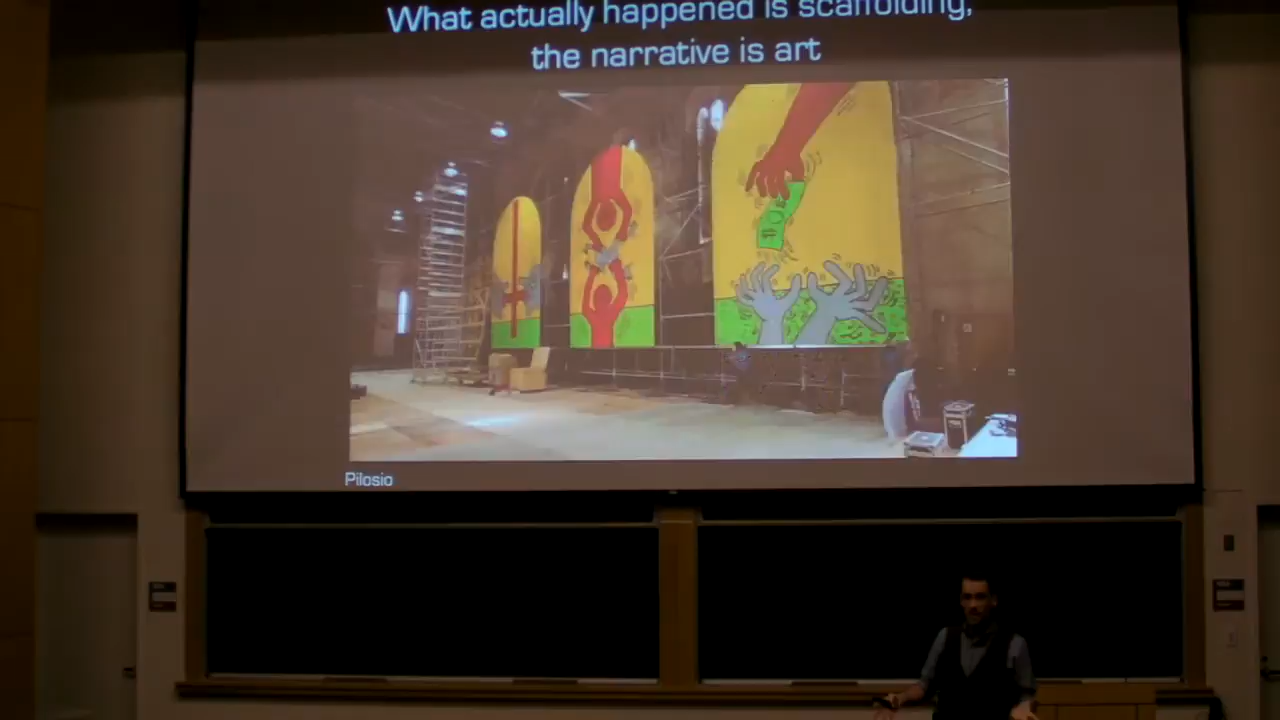 What actually happened is scaffolding,
the narrative is art
Pilosio